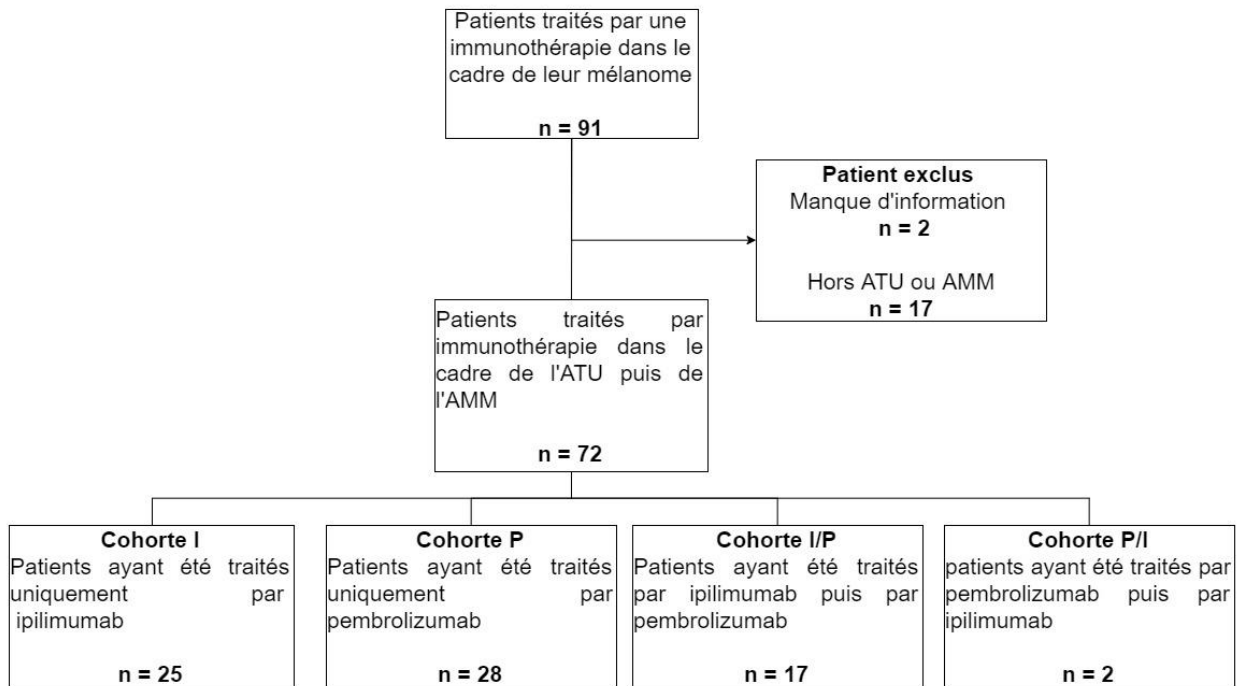 Patients traités par une
immunothérapie dans le
cadre de leur mélanome
n = 91
Patient exclus
Manque d'information
n = 2
Hors ATU ou AMM
n = 17
Patients traités par
immunothérapie dans le
cadre de l'ATU puis de
l'AMM
n = 72
Cohorte I
Patients ayant été traités
uniquement par
ipilimumab
n = 25
Cohorte P
Patients ayant été traités
uniquement par
pembrolizumab
n = 28
Cohorte I/P
Patients ayant été traités
par ipilimumab puis par
pembrolizumab
n = 17
Cohorte P/I
patients ayant été traités par
pembrolizumab puis par
ipilimumab
n = 2